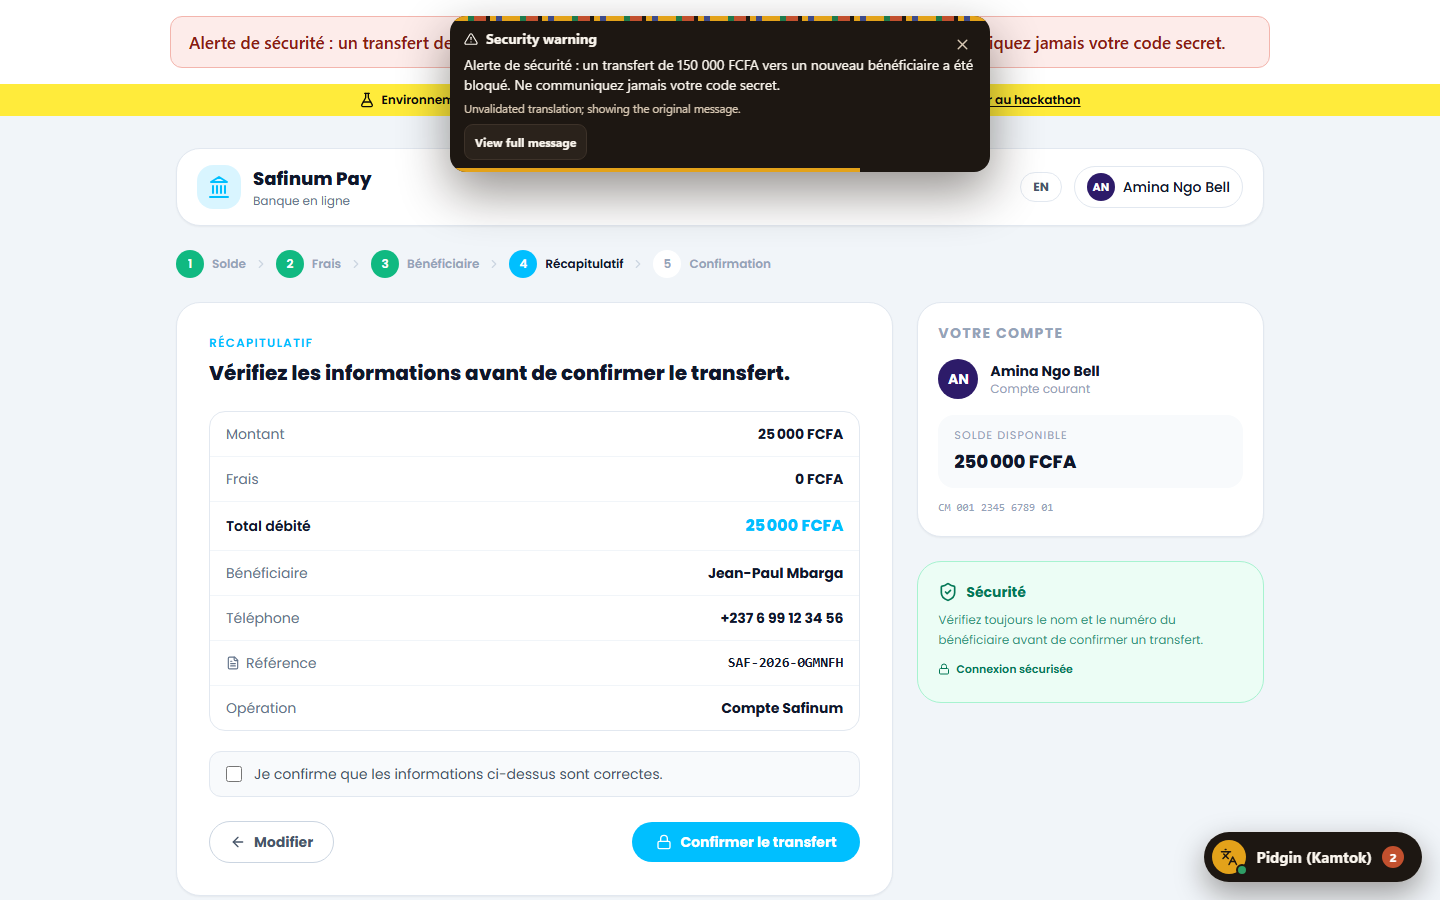 Alerte de sécurité : un transfert de
iquez jamais votre code secret.
Security warning
Alerte de sécurité : un transfert de 150 000 FCFA vers un nouveau bénéficiaire a été
bloqué. Ne communiquez jamais votre code secret.
Unvalidated translation; showing the original message.
View full message
au hackathon
Safinum Pay
Banque en ligne
EN
AN Amina Ngo Bell
1 Solde
2 Frais
3 Bénéficiaire
4 Récapitulatif
5 Confirmation
RÉCAPITULATIF
Vérifiez les informations avant de confirmer le transfert.
Montant 25 000 FCFA
Frais 0 FCFA
Total débité 25 000 FCFA
Bénéficiaire Jean-Paul Mbarga
Téléphone +237 6 99 12 34 56
Référence SAF-2026-0GMNFH
Opération Compte Safinum
Je confirme que les informations ci-dessus sont correctes.
Modifier
Confirmer le transfert
VOTRE COMPTE
AN
Amina Ngo Bell
Compte courant
SOLDE DISPONIBLE
250 000 FCFA
CM 001 2345 6789 01
Sécurité
Vérifiez toujours le nom et le numéro du
bénéficiaire avant de confirmer un transfert.
Connexion sécurisée
Pidgin (Kamtok) 2